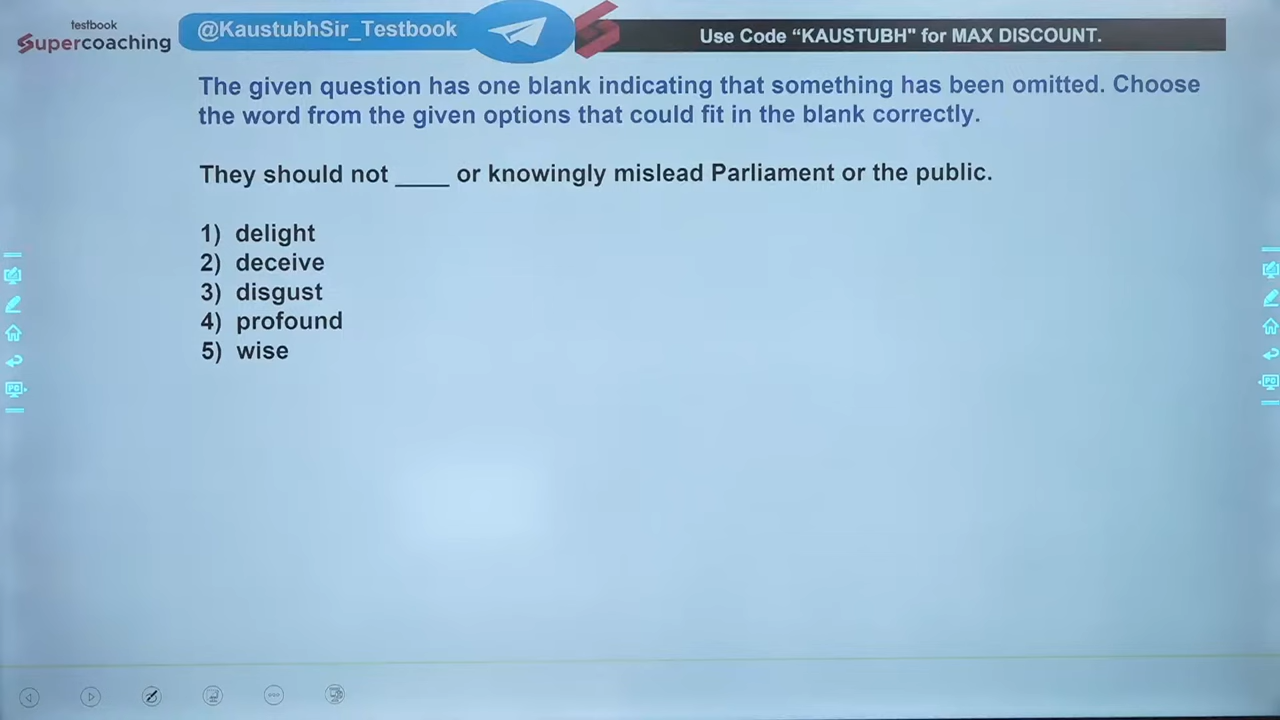 testbook
Supercoaching
@KaustubhSir_Testbook
Use Code “KAUSTUBH" for MAX DISCOUNT.
The given question has one blank indicating that something has been omitted. Choose
the word from the given options that could fit in the blank correctly.
They should not ____ or knowingly mislead Parliament or the public.
1) delight
2) deceive
3) disgust
4) profound
5) wise